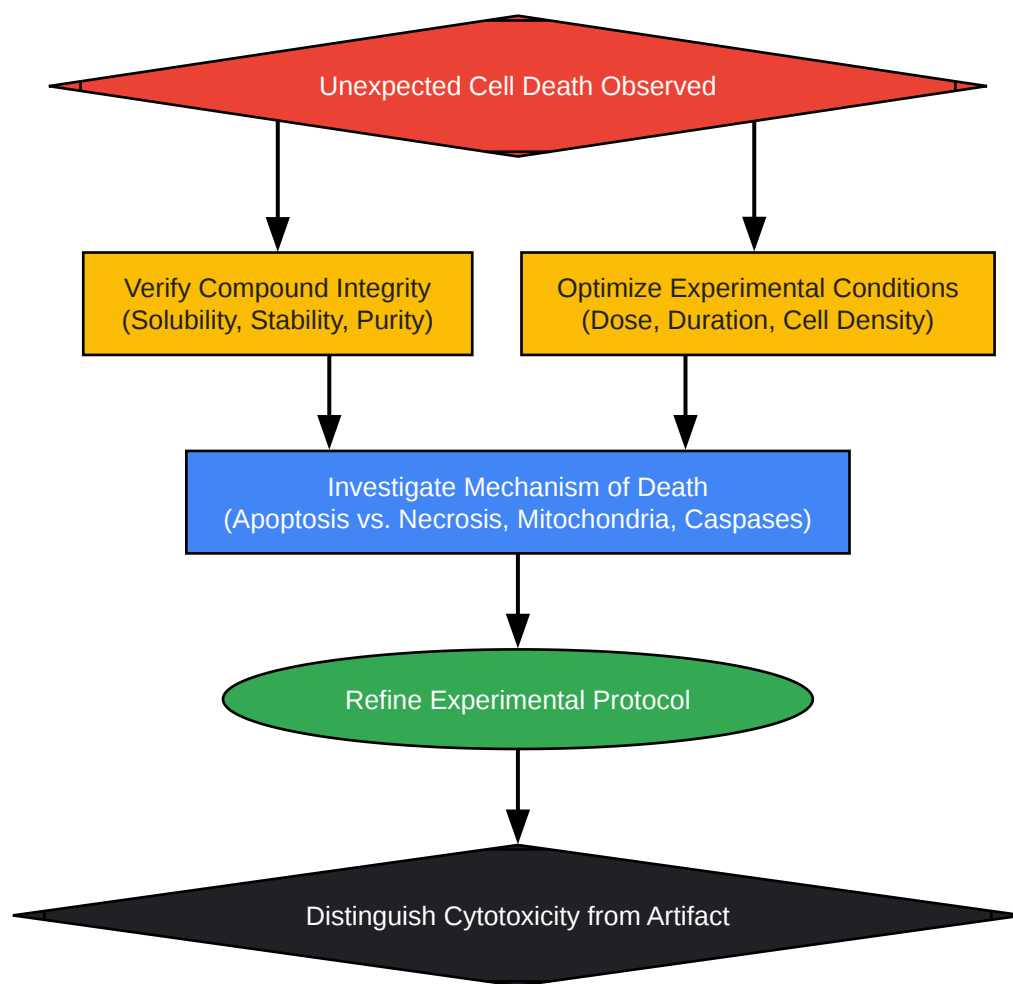 Unexpected Cell Death Observed
Verify Compound Integrity
(Solubility, Stability, Purity)
Optimize Experimental Conditions
(Dose, Duration, Cell Density)
Investigate Mechanism of Death
(Apoptosis vs. Necrosis, Mitochondria, Caspases)
Refine Experimental Protocol
Distinguish Cytotoxicity from Artifact